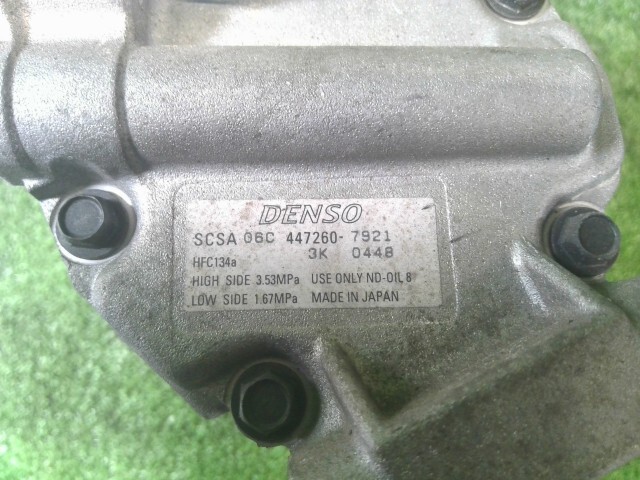 DENSO
SCSA 06C 447260-7921
HFC134a 3K 0448
HIGH SIDE 3.53MPa USE ONLY ND-OIL 8
LOW SIDE 1.67MPa MADE IN JAPAN